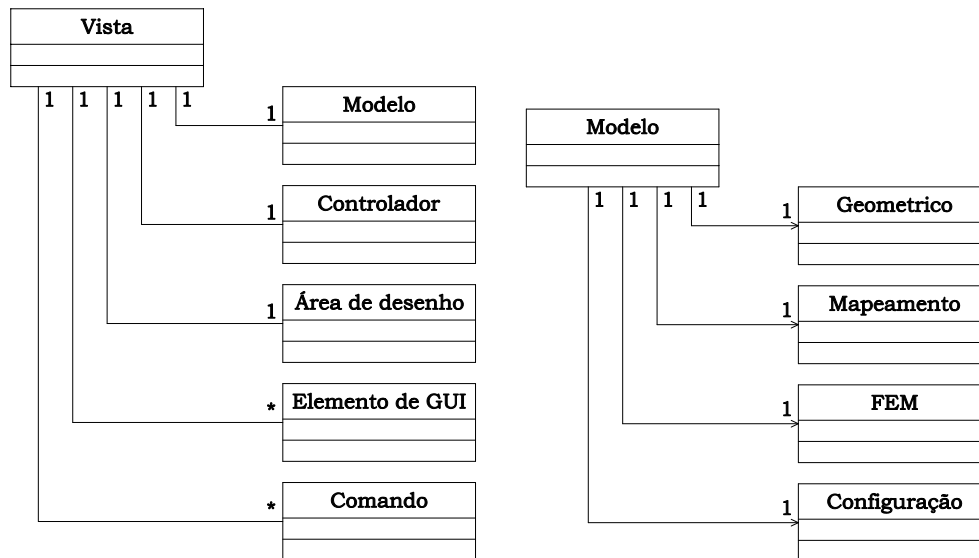 Vista
1 1 1 1 1
1 Modelo
1 Controlador
1 Área de desenho
* Elemento de GUI
* Comando
Modelo
1 1 1 1
1 Geometrico
1 Mapeamento
1 FEM
1 Configuração